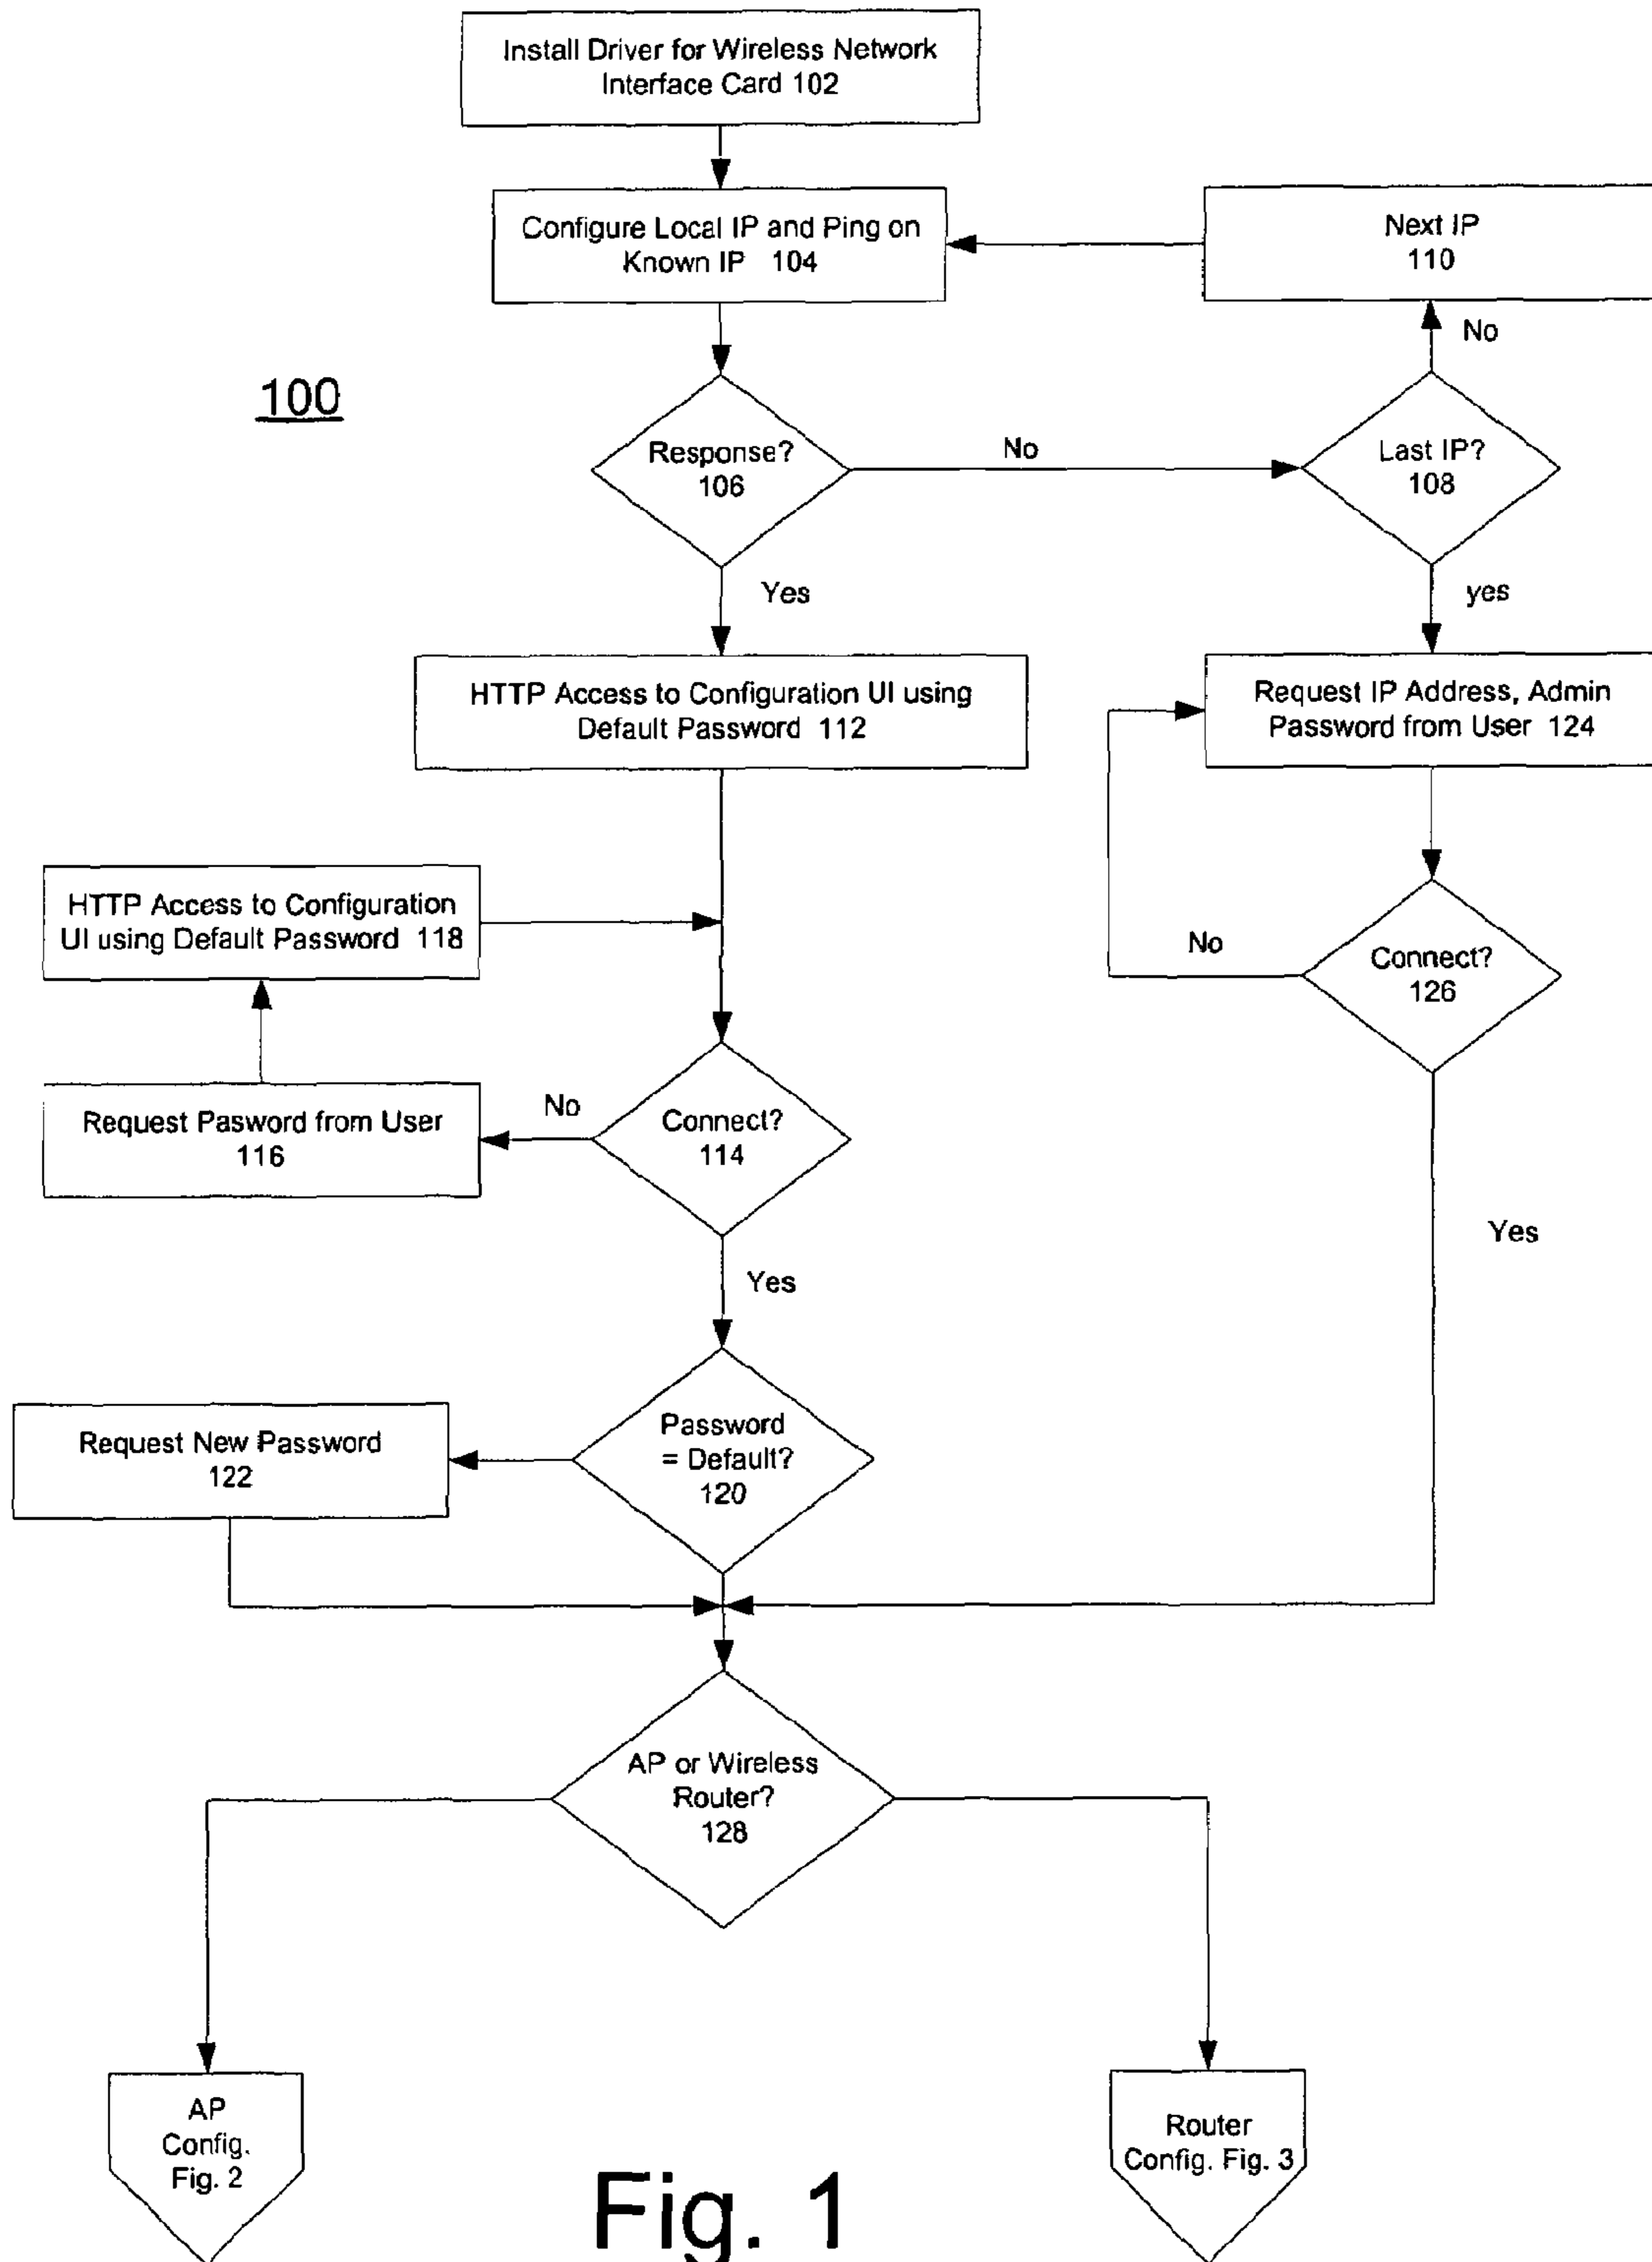 Install Driver for Wireless Network
Interface Card 102
Configure Local IP and Ping on
Known IP 104
Next IP
110
No
100
Response?
106
No
Last IP?
108
Yes
yes
HTTP Access to Configuration UI using
Default Password 112
Request IP Address, Admin
Password from User 124
HTTP Access to Configuration
UI using Default Password 118
No
Connect?
126
Request Pasword from User
116
No
Connect?
114
Yes
Yes
Request New Password
122
Password
= Default?
120
AP or Wireless
Router?
128
AP
Config.
Fig. 2
Router
Config. Fig. 3
Fig. 1